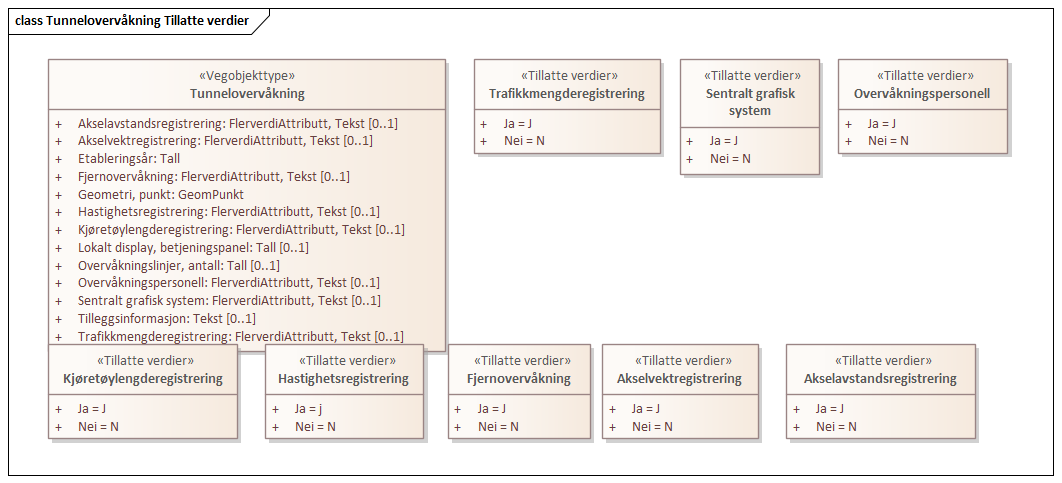 class Tunnelovervåkning Tillatte verdier
«Vegobjekttype»
Tunnelovervåkning
+ Akselavstandsregistrering: FlerverdiAttributt, Tekst [0..1]
+ Akselvektregistrering: FlerverdiAttributt, Tekst [0..1]
+ Etableringsår: Tall
+ Fjernovervåkning: FlerverdiAttributt, Tekst [0..1]
+ Geometri, punkt: GeomPunkt
+ Hastighetsregistrering: FlerverdiAttributt, Tekst [0..1]
+ Kjøretøylengderegistrering: FlerverdiAttributt, Tekst [0..1]
+ Lokalt display, betjeningspanel: Tall [0..1]
+ Overvåkningslinjer, antall: Tall [0..1]
+ Overvåkningspersonell: FlerverdiAttributt, Tekst [0..1]
+ Sentralt grafisk system: FlerverdiAttributt, Tekst [0..1]
+ Tilleggsinformasjon: Tekst [0..1]
+ Trafikkmengderegistrering: FlerverdiAttributt, Tekst [0..1]
«Tillatte verdier»
Trafikkmengderegistrering
+ Ja = J
+ Nei = N
«Tillatte verdier»
Sentralt grafisk
system
+ Ja = J
+ Nei = N
«Tillatte verdier»
Overvåkningspersonell
+ Ja = J
+ Nei = N
«Tillatte verdier»
Kjøretøylengderegistrering
+ Ja = J
+ Nei = N
«Tillatte verdier»
Hastighetsregistrering
+ Ja = j
+ Nei = N
«Tillatte verdier»
Fjernovervåkning
+ Ja = J
+ Nei = N
«Tillatte verdier»
Akselvektregistrering
+ Ja = J
+ Nei = N
«Tillatte verdier»
Akselavstandsregistrering
+ Ja = J
+ Nei = N